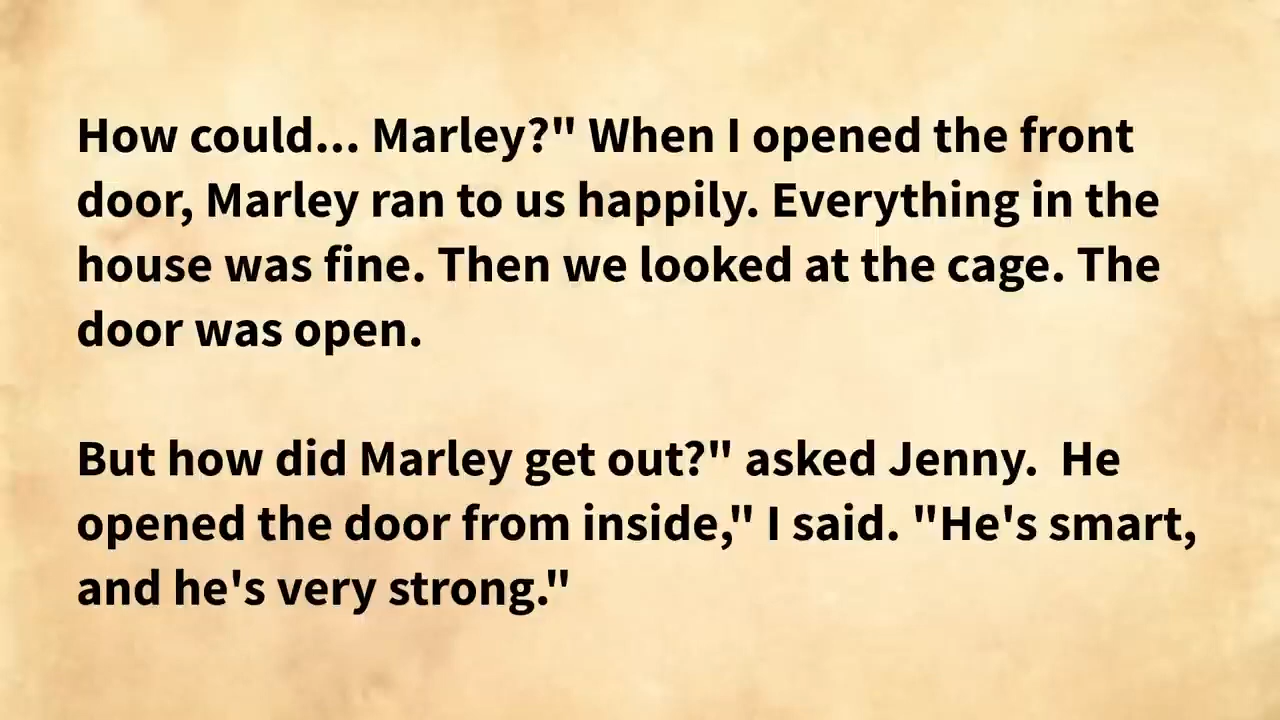 How could... Marley?" When I opened the front
door, Marley ran to us happily. Everything in the
house was fine. Then we looked at the cage. The
door was open.
But how did Marley get out?" asked Jenny.  He
opened the door from inside," I said. "He's smart,
and he's very strong."